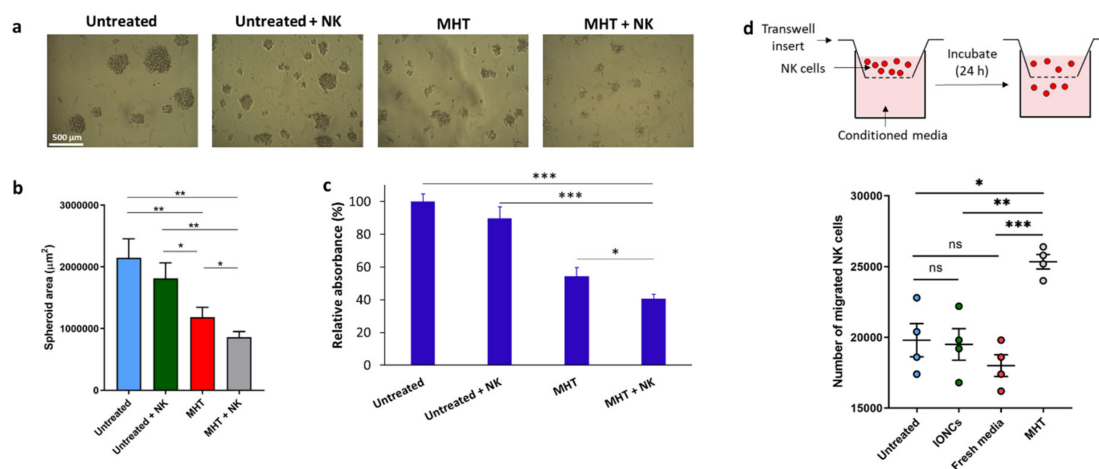 a
Untreated
Untreated + NK
MHT
MHT + NK
500 µm
b
Spheroid area (µm²)
3000000
2000000
1000000
0
**
**
**
*
*
Untreated
Untreated + NK
MHT
MHT + NK
c
Relative absorbance (%)
100
80
60
40
20
0
***
***
*
Untreated
Untreated + NK
MHT
MHT + NK
d
Transwell insert
NK cells
Incubate
(24 h)
Conditioned media
Number of migrated NK cells
30000
25000
20000
15000
*
**
***
ns
ns
Untreated
IONCs
Fresh media
MHT